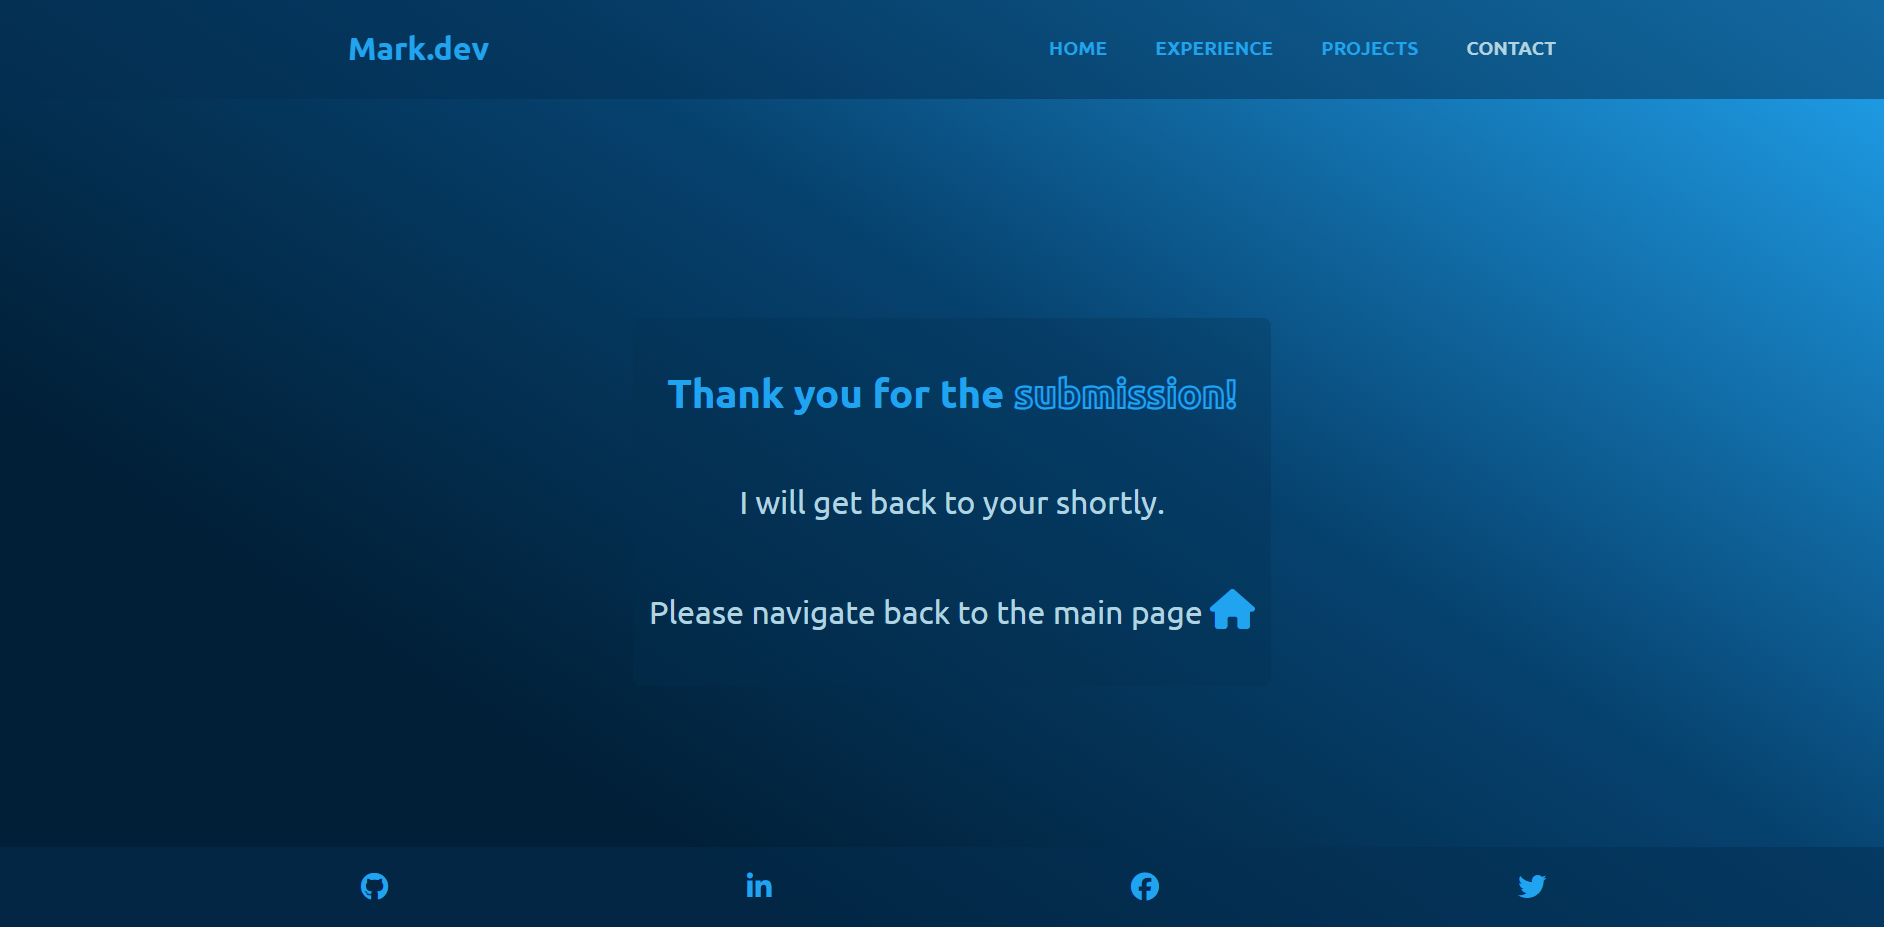 Mark.dev
HOME EXPERIENCE PROJECTS CONTACT
Thank you for the submission!
I will get back to your shortly.
Please navigate back to the main page